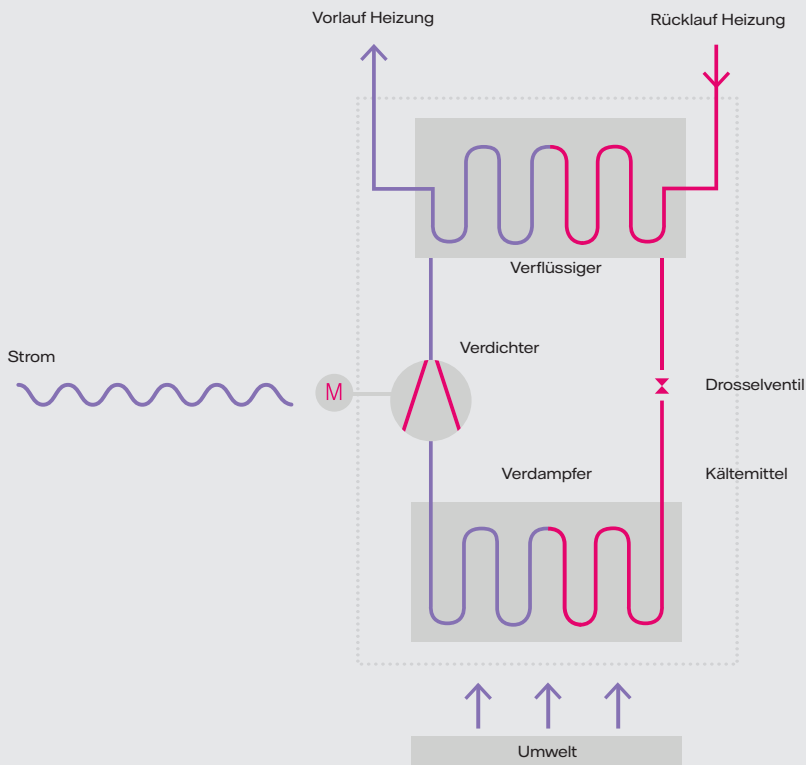 Vorlauf Heizung
Rücklauf Heizung
Verflüssiger
Verdichter
Strom
M
Drosselventil
Verdampfer
Kältemittel
Umwelt